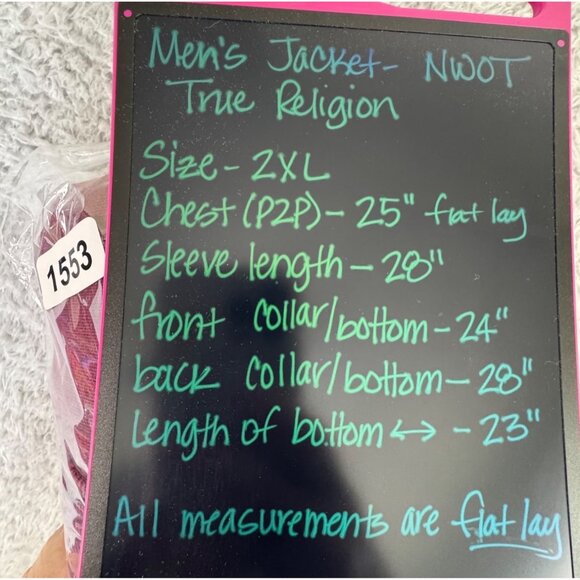 Men's Jacket- NWOT
True Religion
Size - 2XL
Chest (P2P) - 25" flat lay
Sleeve length - 28"
front collar/bottom - 24"
back collar/bottom - 28"
Length of bottom ↔ - 23"
All measurements are flat lay
1553